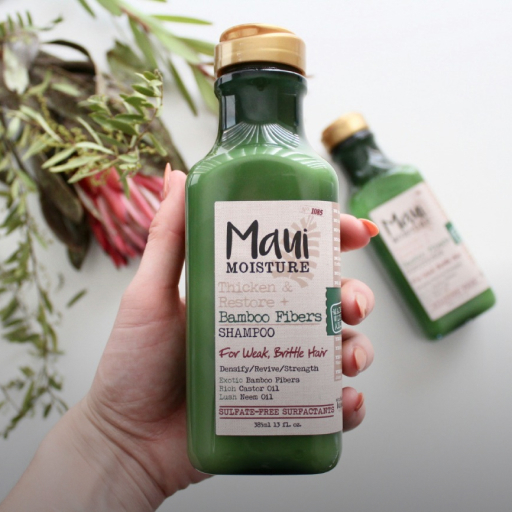 1085
Maui
MOISTURE
Thicken &
Restore +
Bamboo Fibers
SHAMPOO
For Weak, Brittle Hair
Densify/Revive/Strength
Exotic Bamboo Fibers
Rich Castor Oil
Lush Neem Oil
SULFATE-FREE SURFACTANTS
385ml 13 fl. oz.
Maui
MOISTURE